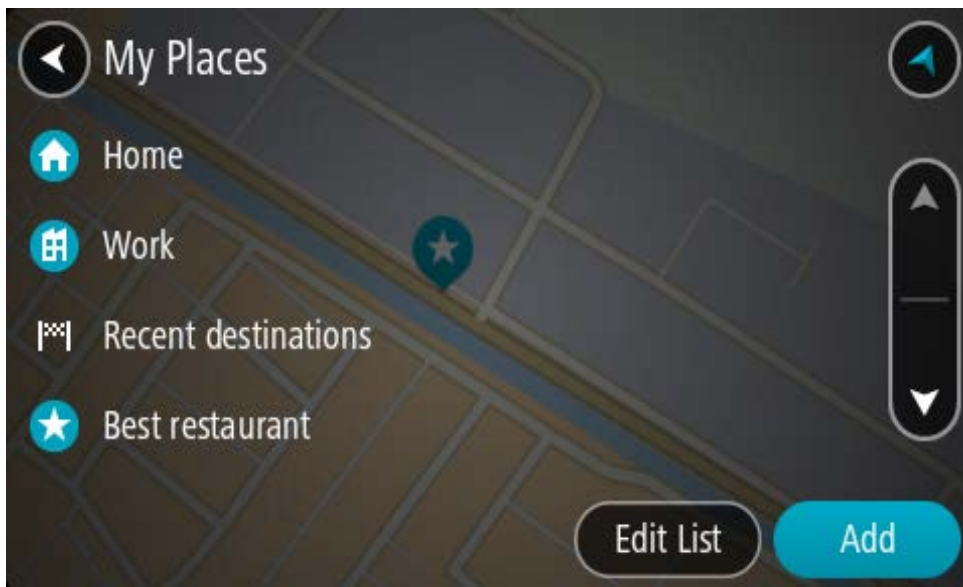 My Places
Home
Work
Recent destinations
Best restaurant
Edit List
Add